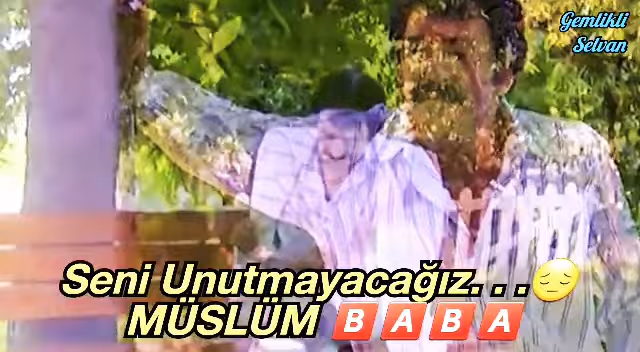 Gemlikli
Selvan
Seni Unutmayacağız. . .😔
MÜSLÜM BABA